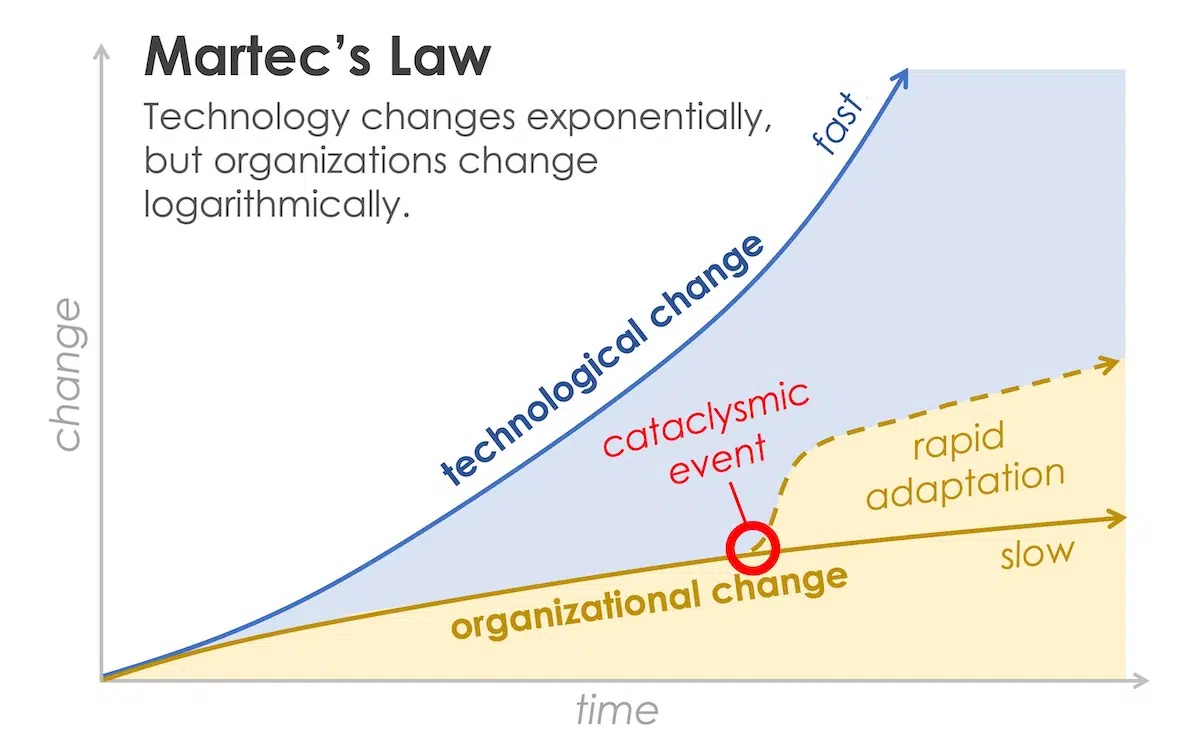 Martec's Law
Technology changes exponentially,
but organizations change
logarithmically.
fast
technological change
change
cataclysmic
event
rapid
adaptation
slow
organizational change
time